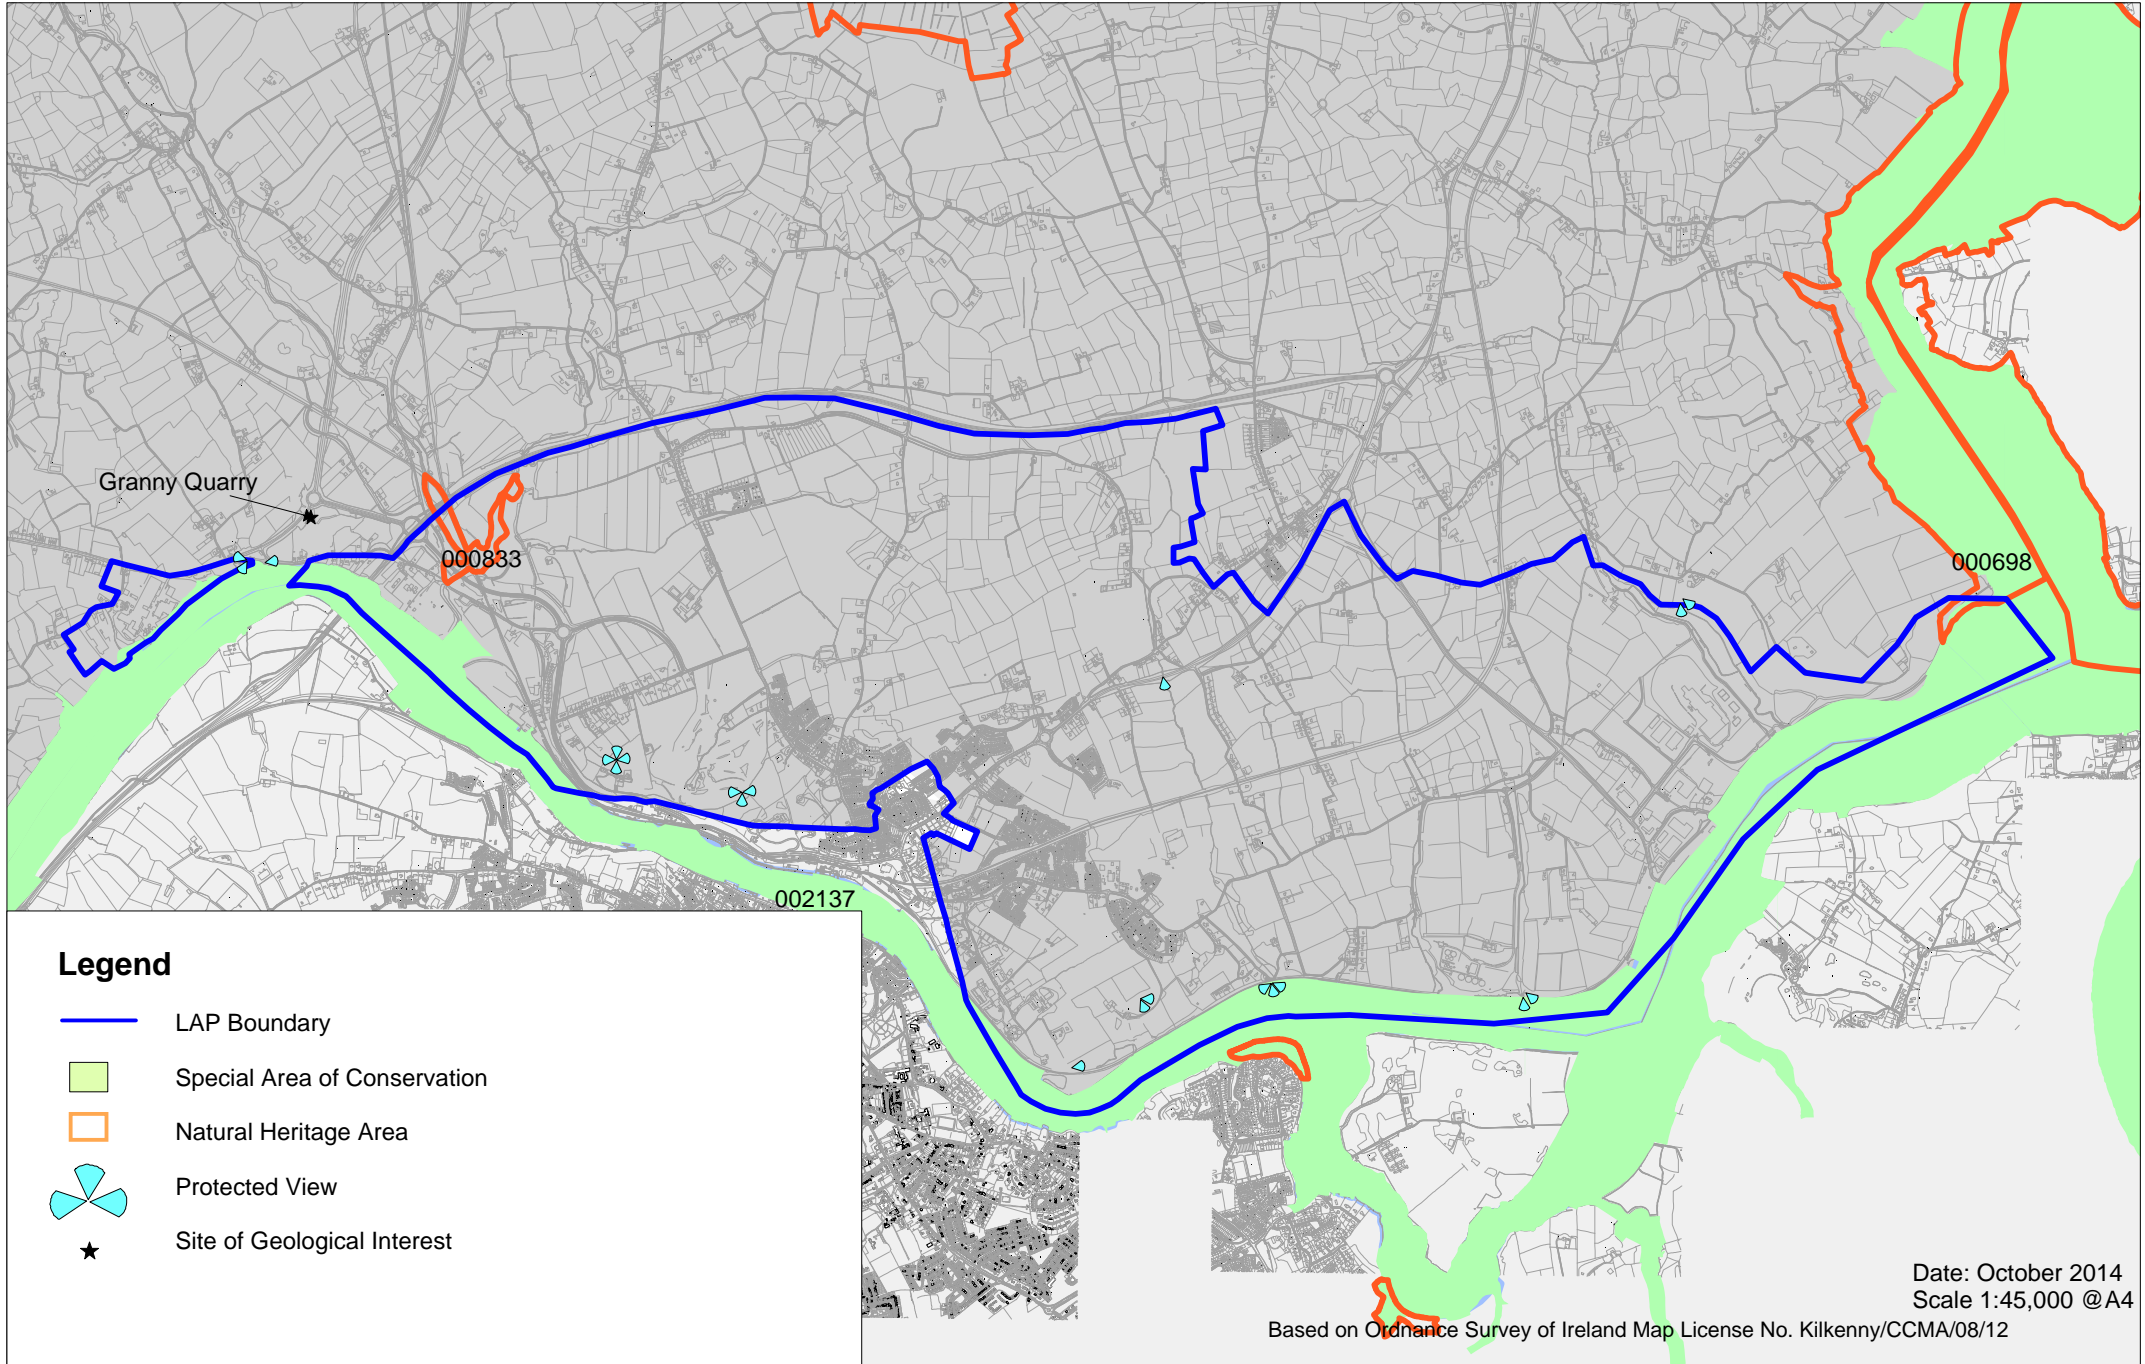 Granny Quarry
000833
000698
002137
Legend
LAP Boundary
Special Area of Conservation
Natural Heritage Area
Protected View
Site of Geological Interest
Date: October 2014
Scale 1:45,000 @A4
Based on Ordnance Survey of Ireland Map License No. Kilkenny/CCMA/08/12